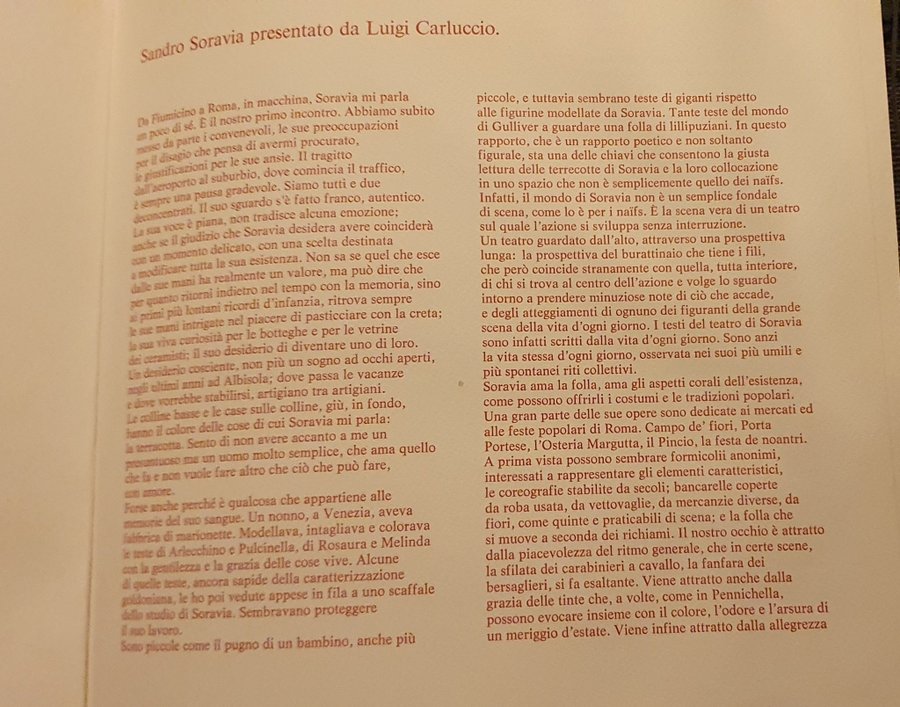 Sandro Soravia presentato da Luigi Carluccio.
Da Fiumicino a Roma, in macchina, Soravia mi parla
un poco di sé. È il nostro primo incontro. Abbiamo subito
messo da parte i convenevoli, le sue preoccupazioni
per il disagio che pensa di avermi procurato,
le giustificazioni per le sue ansie. Il tragitto
dall'aeroporto al suburbio, dove comincia il traffico,
è sempre una pausa gradevole. Siamo tutti e due
deconcentrati. Il suo sguardo s'è fatto franco, autentico.
La sua voce è piana, non tradisce alcuna emozione;
anche se il giudizio che Soravia desidera avere coinciderà
con un momento delicato, con una scelta destinata
a modificare tutta la sua esistenza. Non sa se quel che esce
dalle sue mani ha realmente un valore, ma può dire che
per quanto ritorni indietro nel tempo con la memoria, sino
ai primi più lontani ricordi d'infanzia, ritrova sempre
le sue mani intrigate nel piacere di pasticciare con la creta;
la sua viva curiosità per le botteghe e per le vetrine
dei ceramisti; il suo desiderio di diventare uno di loro.
Un desiderio cosciente, non più un sogno ad occhi aperti,
negli ultimi anni ad Albisola; dove passa le vacanze
e dove vorrebbe stabilirsi, artigiano tra artigiani.
Le colline basse e le case sulle colline, giù, in fondo,
hanno il colore delle cose di cui Soravia mi parla:
la terracotta. Sento di non avere accanto a me un
presuntuoso ma un uomo molto semplice, che ama quello
che fa e non vuole fare altro che ciò che può fare,
con amore.
Forse anche perché è qualcosa che appartiene alle
memorie del suo sangue. Un nonno, a Venezia, aveva
fabbrica di marionette. Modellava, intagliava e colorava
le teste di Arlecchino e Pulcinella, di Rosaura e Melinda
con la gentilezza e la grazia delle cose vive. Alcune
di quelle teste, ancora sapide della caratterizzazione
goldoniana, le ho poi vedute appese in fila a uno scaffale
dello studio di Soravia. Sembravano proteggere
il suo lavoro.
Sono piccole come il pugno di un bambino, anche più
piccole, e tuttavia sembrano teste di giganti rispetto
alle figurine modellate da Soravia. Tante teste del mondo
di Gulliver a guardare una folla di lillipuziani. In questo
rapporto, che è un rapporto poetico e non soltanto
figurale, sta una delle chiavi che consentono la giusta
lettura delle terrecotte di Soravia e la loro collocazione
in uno spazio che non è semplicemente quello dei naïfs.
Infatti, il mondo di Soravia non è un semplice fondale
di scena, come lo è per i naïfs. È la scena vera di un teatro
sul quale l'azione si sviluppa senza interruzione.
Un teatro guardato dall'alto, attraverso una prospettiva
lunga: la prospettiva del burattinaio che tiene i fili,
che però coincide stranamente con quella, tutta interiore,
di chi si trova al centro dell'azione e volge lo sguardo
intorno a prendere minuziose note di ciò che accade,
e degli atteggiamenti di ognuno dei figuranti della grande
scena della vita d'ogni giorno. I testi del teatro di Soravia
sono infatti scritti dalla vita d'ogni giorno. Sono anzi
la vita stessa d'ogni giorno, osservata nei suoi più umili e
più spontanei riti collettivi.
Soravia ama la folla, ama gli aspetti corali dell'esistenza,
come possono offrirli i costumi e le tradizioni popolari.
Una gran parte delle sue opere sono dedicate ai mercati ed
alle feste popolari di Roma. Campo de' fiori, Porta
Portese, l'Osteria Margutta, il Pincio, la festa de noantri.
A prima vista possono sembrare formicolii anonimi,
interessati a rappresentare gli elementi caratteristici,
le coreografie stabilite da secoli; bancarelle coperte
da roba usata, da vettovaglie, da mercanzie diverse, da
fiori, come quinte e praticabili di scena; e la folla che
si muove a seconda dei richiami. Il nostro occhio è attratto
dalla piacevolezza del ritmo generale, che in certe scene,
la sfilata dei carabinieri a cavallo, la fanfara dei
bersaglieri, si fa esaltante. Viene attratto anche dalla
grazia delle tinte che, a volte, come in Pennichella,
possono evocare insieme con il colore, l'odore e l'arsura di
un meriggio d'estate. Viene infine attratto dalla allegrezza